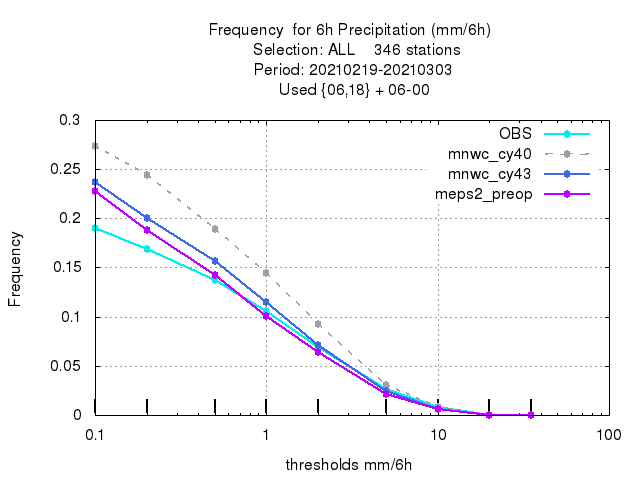 Frequency for 6h Precipitation (mm/6h)
Selection: ALL 346 stations
Period: 20210219-20210303
Used {06,18} + 06-00
OBS
mnwc_cy40
mnwc_cy43
meps2_preop
0.3
0.25
0.2
0.15
0.1
0.05
0
Frequency
0.1 1 10 100
thresholds mm/6h